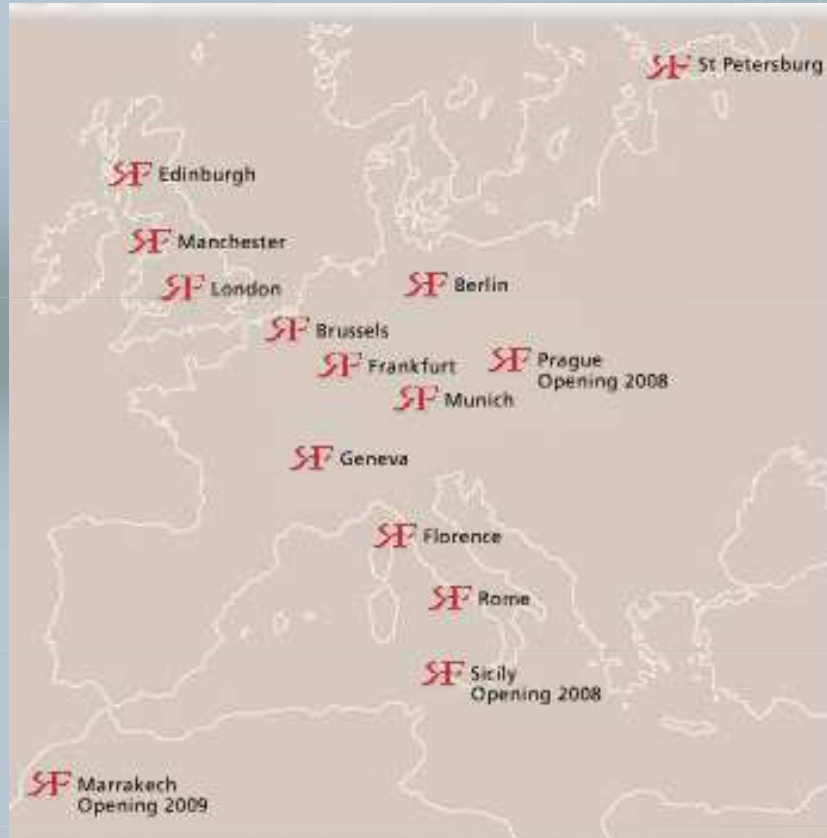 St Petersburg
Edinburgh
Manchester
London
Berlin
Brussels
Frankfurt
Prague
Opening 2008
Munich
Geneva
Florence
Rome
Sicily
Opening 2008
Marrakech
Opening 2009